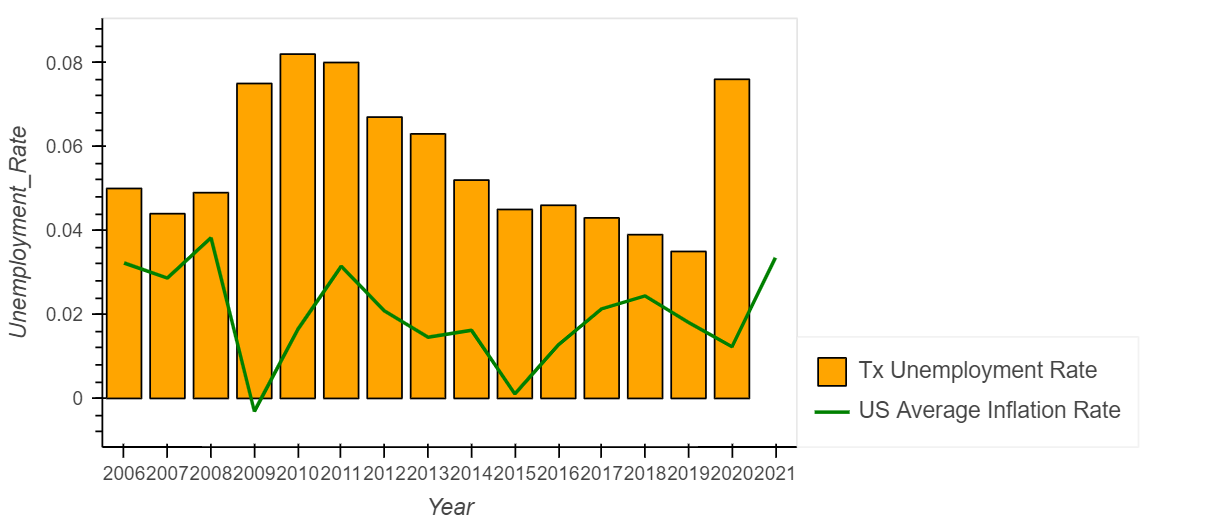 Unemployment_Rate
0.08
0.06
0.04
0.02
0
2006 2007 2008 2009 2010 2011 2012 2013 2014 2015 2016 2017 2018 2019 2020 2021
Year
Tx Unemployment Rate
US Average Inflation Rate